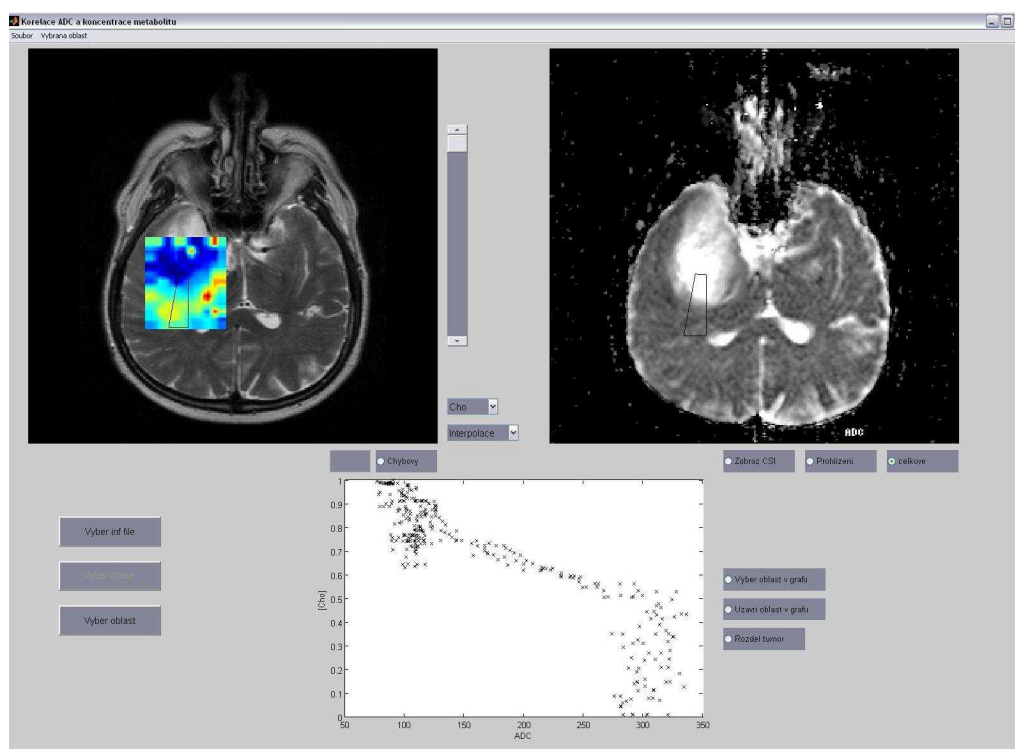 Korelace ADC a koncentrace metabolitu
Soubor Vybrana oblast
ADC
Cho
Interpolace
Chybovy
Zobraz CSI
Prohlizeni
celkove
Vyber inf file
Vyber difuse
Vyber oblast
1
0.9
0.8
0.7
0.6
0.5
0.4
0.3
0.2
0.1
0
[Cho]
50 100 150 200 250 300 350
ADC
Vyber oblast v grafu
Uzavri oblast v grafu
Rozdel tumor